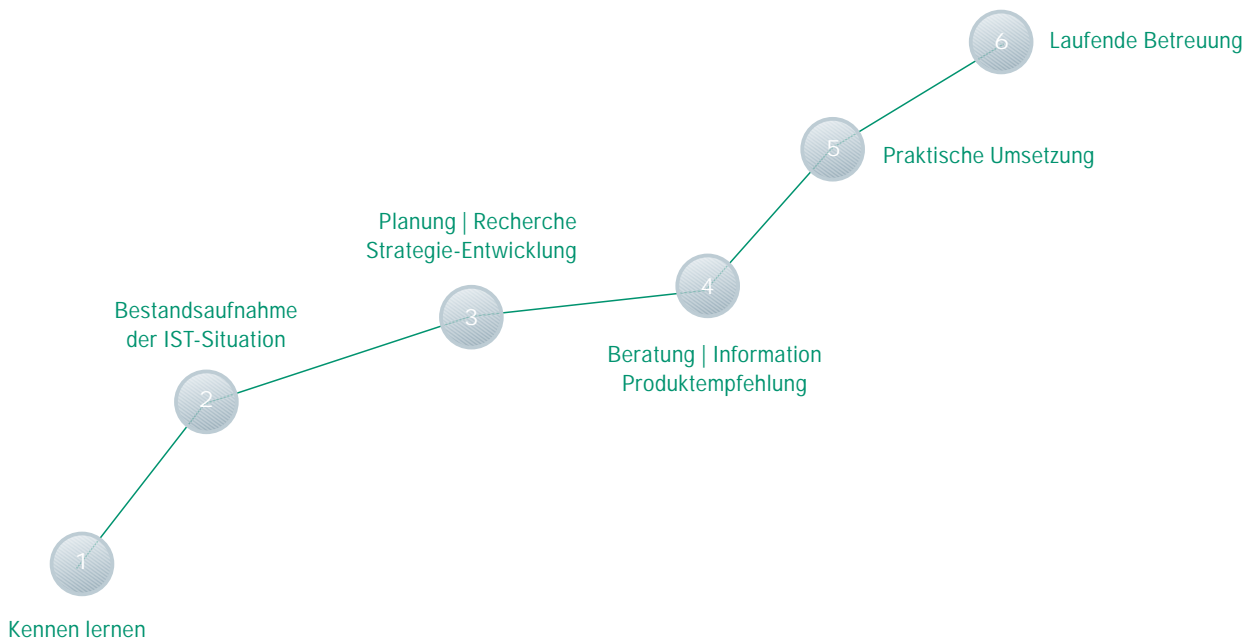 1
Kennen lernen
2
Bestandsaufnahme
der IST-Situation
3
Planung | Recherche
Strategie-Entwicklung
4
Beratung | Information
Produktempfehlung
5
Praktische Umsetzung
6
Laufende Betreuung